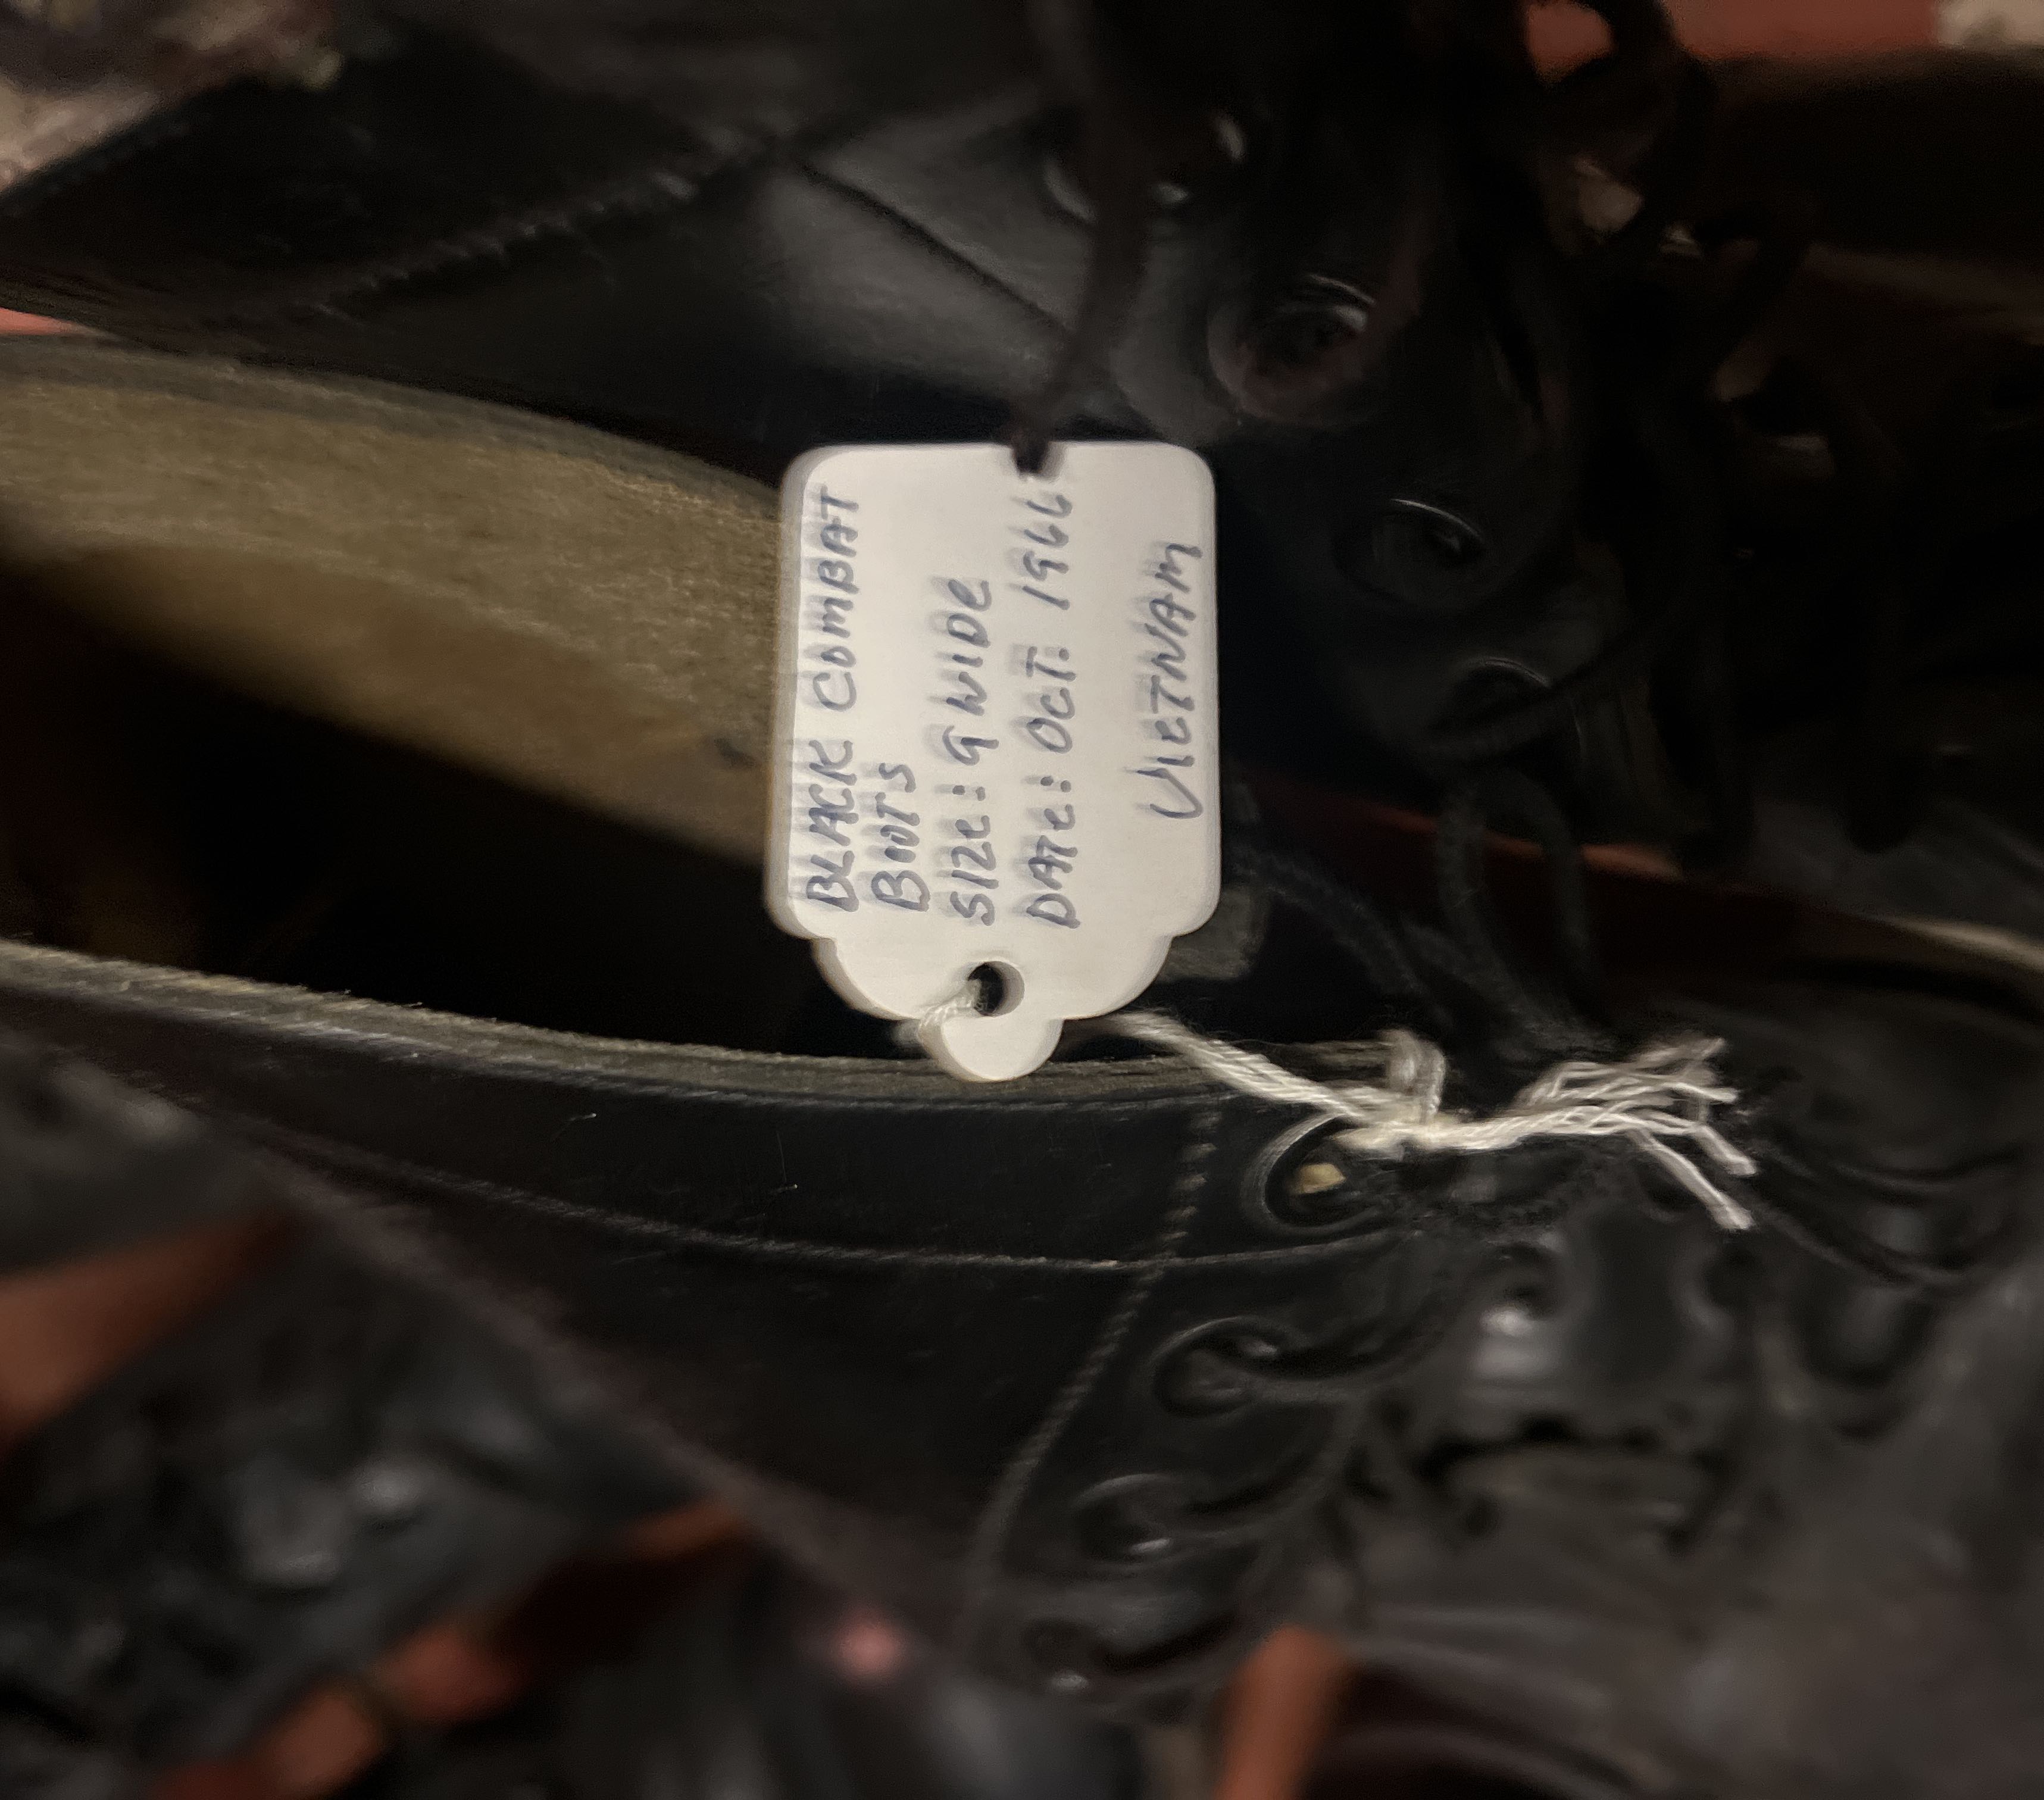 BLACK COMBAT
BOOTS
SIZe: 9 WIDe
DATe: OCT. 1966
VIeTNAM